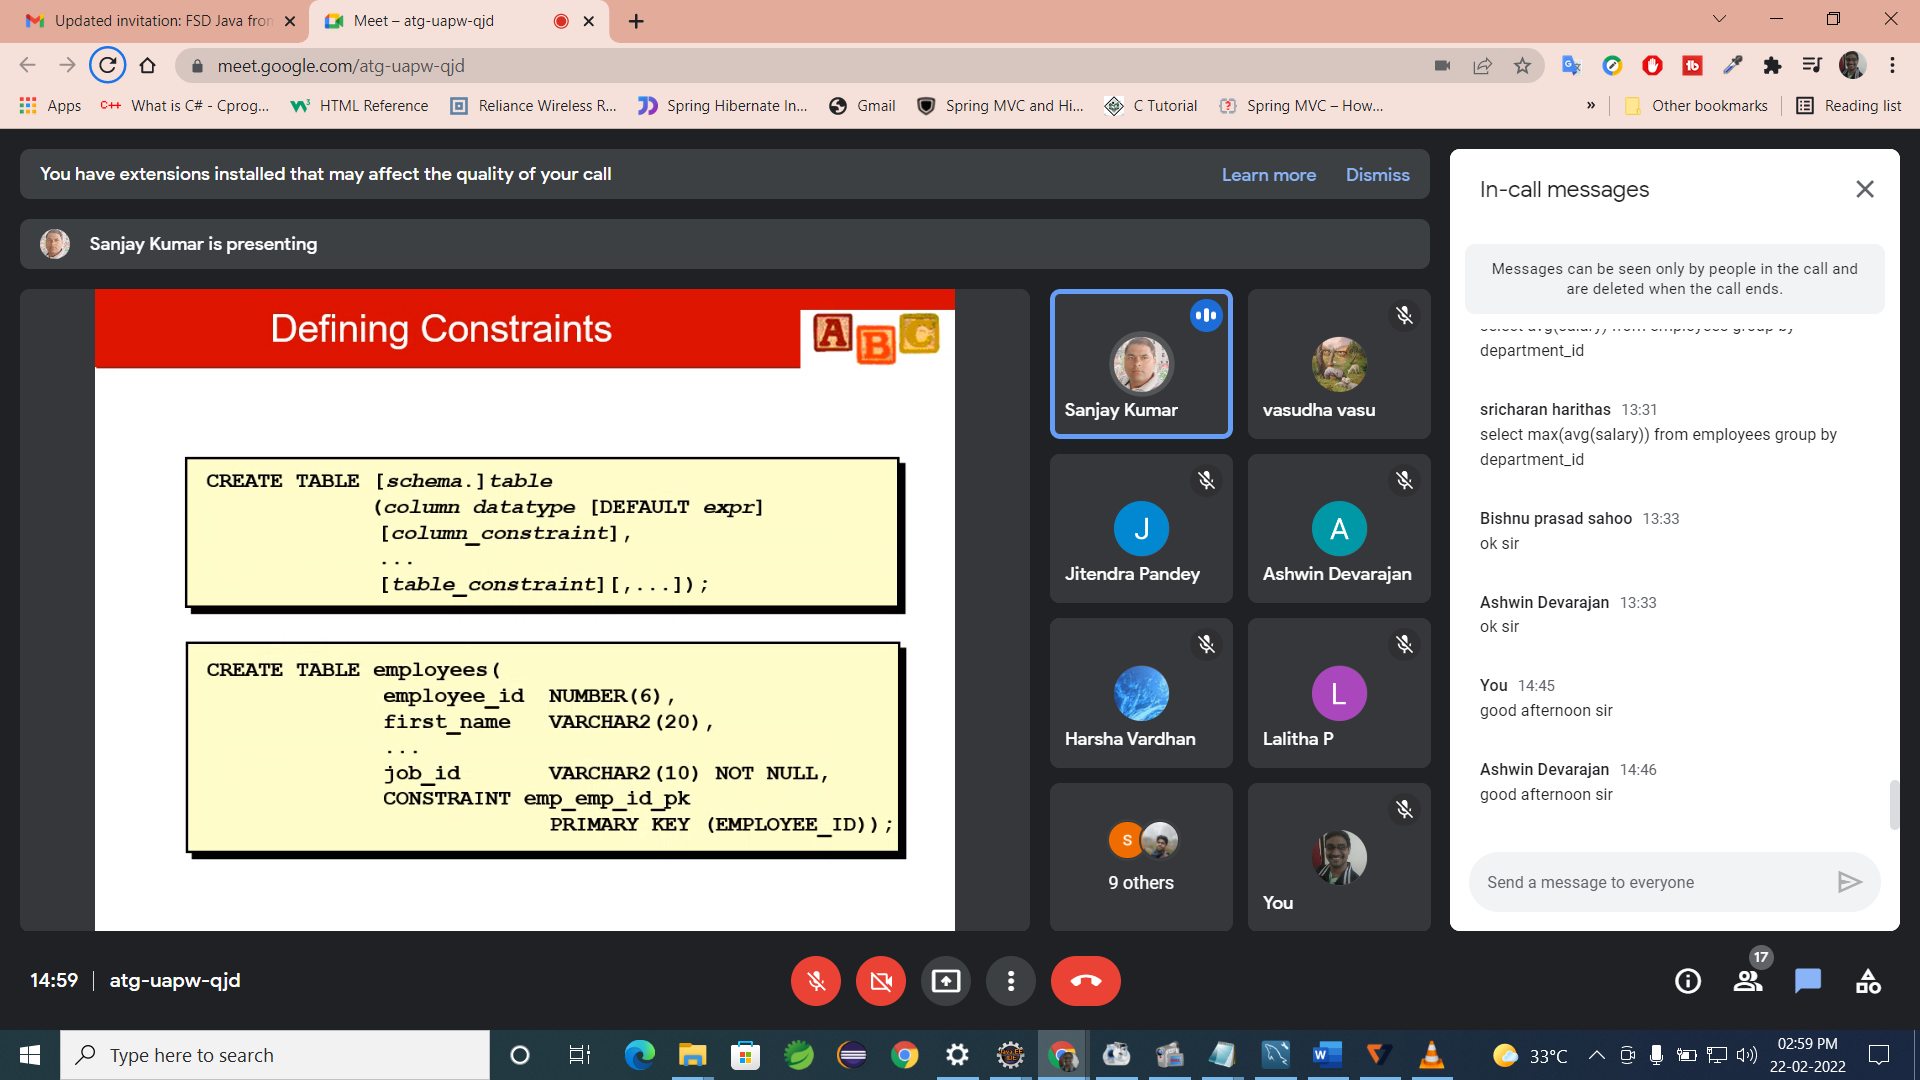 Updated invitation: FSD Java fron
Meet – atg-uapw-qjd
meet.google.com/atg-uapw-qjd
Apps
C++ What is C# - Cprog...
HTML Reference
Reliance Wireless R...
Spring Hibernate In...
Gmail
Spring MVC and Hi...
C Tutorial
Spring MVC – How...
»
Other bookmarks
Reading list
You have extensions installed that may affect the quality of your call
Learn more
Dismiss
Sanjay Kumar is presenting
Defining Constraints
A B C
CREATE TABLE [schema.]table
(column datatype [DEFAULT expr]
[column_constraint],
...
[table_constraint][,...]);
CREATE TABLE employees(
employee_id NUMBER(6),
first_name VARCHAR2(20),
...
job_id VARCHAR2(10) NOT NULL,
CONSTRAINT emp_emp_id_pk
PRIMARY KEY (EMPLOYEE_ID));
Sanjay Kumar
vasudha vasu
J
Jitendra Pandey
A
Ashwin Devarajan
Harsha Vardhan
L
Lalitha P
S
9 others
You
In-call messages
Messages can be seen only by people in the call and
are deleted when the call ends.
select avg(salary) from employees group by
department_id
sricharan harithas 13:31
select max(avg(salary)) from employees group by
department_id
Bishnu prasad sahoo 13:33
ok sir
Ashwin Devarajan 13:33
ok sir
You 14:45
good afternoon sir
Ashwin Devarajan 14:46
good afternoon sir
Send a message to everyone
14:59 | atg-uapw-qjd
17
Type here to search
33°C
02:59 PM
22-02-2022